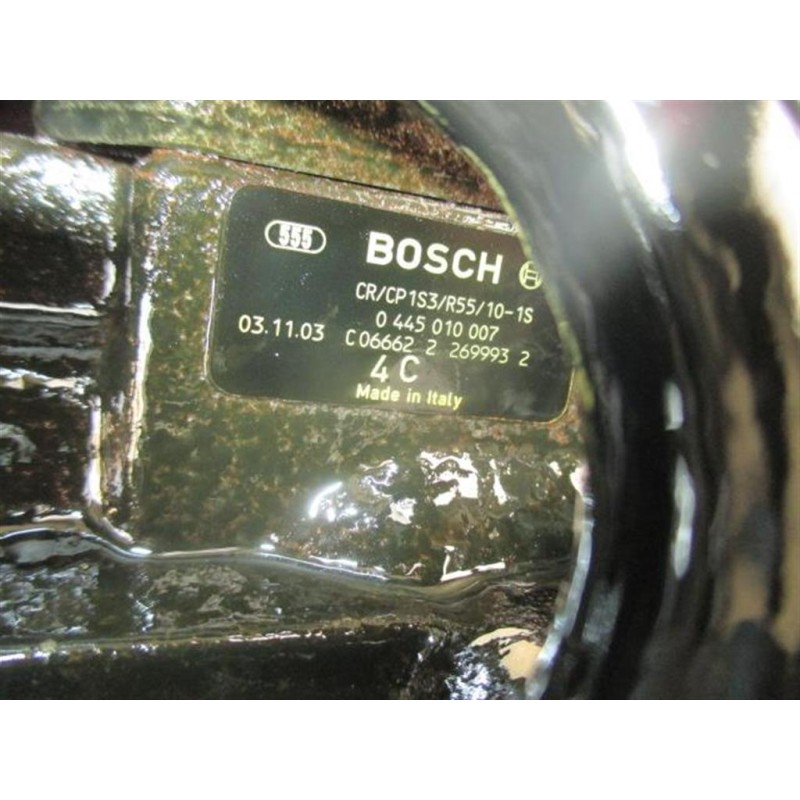 555 BOSCH
CR/CP1S3/R55/10-1S
0 445 010 007
03.11.03 C06662 2 269993 2
4 C
Made in Italy